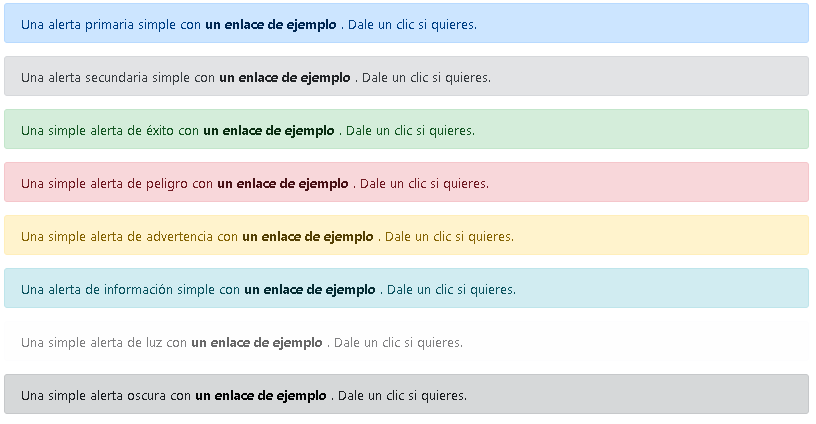 Una alerta primaria simple con un enlace de ejemplo . Dale un clic si quieres.
Una alerta secundaria simple con un enlace de ejemplo . Dale un clic si quieres.
Una simple alerta de éxito con un enlace de ejemplo . Dale un clic si quieres.
Una simple alerta de peligro con un enlace de ejemplo . Dale un clic si quieres.
Una simple alerta de advertencia con un enlace de ejemplo . Dale un clic si quieres.
Una alerta de información simple con un enlace de ejemplo . Dale un clic si quieres.
Una simple alerta de luz con un enlace de ejemplo . Dale un clic si quieres.
Una simple alerta oscura con un enlace de ejemplo . Dale un clic si quieres.